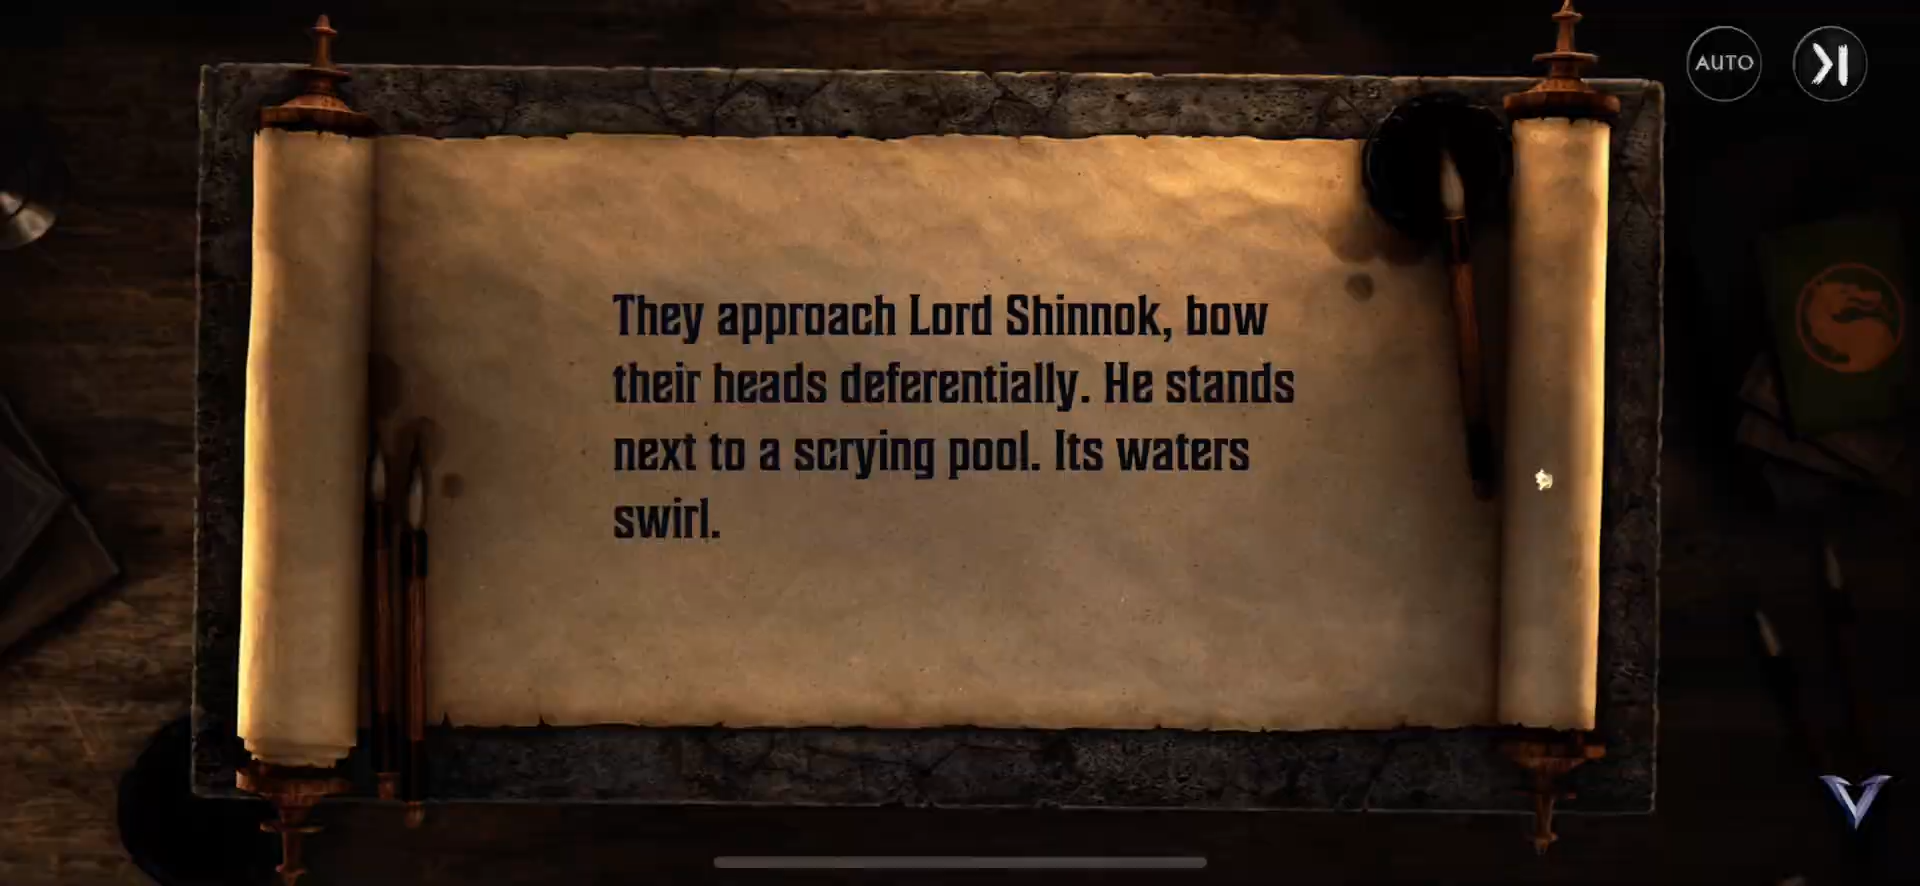 AUTO
They approach Lord Shinnok, bow
their heads deferentially. He stands
next to a scrying pool. Its waters
swirl.